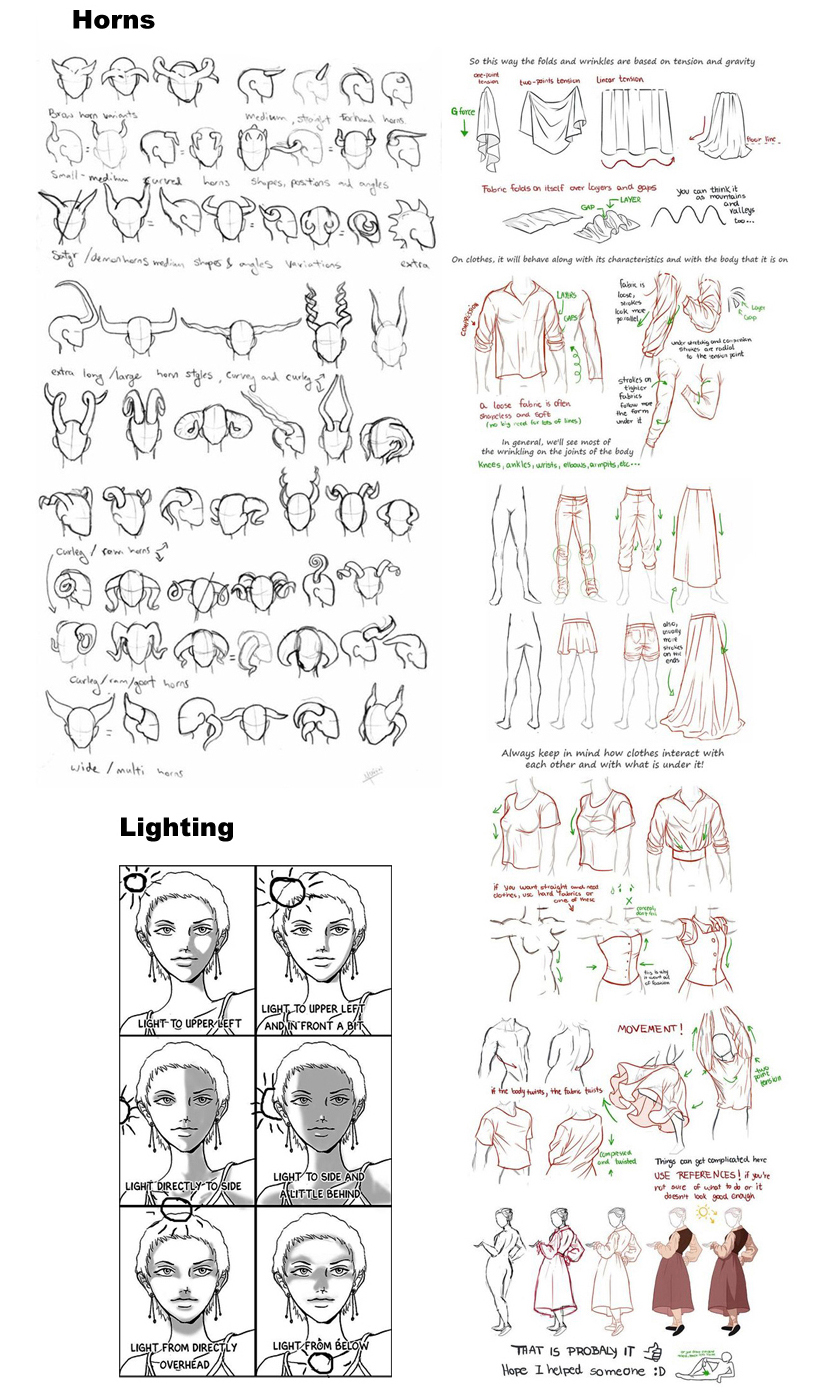 Horns
Brow horn variants
medium, straight forhead horns
Small-medium curved horns shapes, positions and angles
Satyr/demon horns medium shapes & angles variations
extra
extra long/large horn styles, curvey and curley
Curley/ram horns
Curley/ram/goat horns
wide/multi horns
Lighting
LIGHT TO UPPER LEFT
LIGHT TO UPPER LEFT
AND IN FRONT A BIT
LIGHT DIRECTLY TO SIDE
LIGHT TO SIDE AND
A LITTLE BEHIND
LIGHT FROM DIRECTLY
OVERHEAD
LIGHT FROM BELOW
So this way the folds and wrinkles are based on tension and gravity
one-point
tension
two-points tension
linear tension
G force
floor line
Fabric folds on itself over layers and gaps
GAP
LAYER
you can think it
as mountains
and
valleys
too...
On clothes, it will behave along with its characteristics and with the body that it is on
LAYERS
GAPS
fabric is
loose,
strokes
look more
parallel
Layer
Gap
under stretching and compression
strokes are radial
to the tension point
a loose fabric is often
shapeless and soft
(no big need for lots of lines)
strokes on
tighter
fabrics
follow more
the form
under it
In general, we'll see most of
the wrinkling on the joints of the body
Knees, ankles, wrists, elbows, armpits, etc...
also,
usually
more
strokes
on the
ends
Always keep in mind how clothes interact with
each other and with what is under it!
if you want straight and neat
clothes, use hard fabrics or
one of these
this is why
it went out
of fashion
MOVEMENT!
two
point
tension
if the body twists, the fabric twists
compressed
and twisted
Things can get complicated here
USE REFERENCES! if you're
not sure of what to do or it
doesn't look good enough
THAT IS PROBALY IT
Hope I helped someone :D